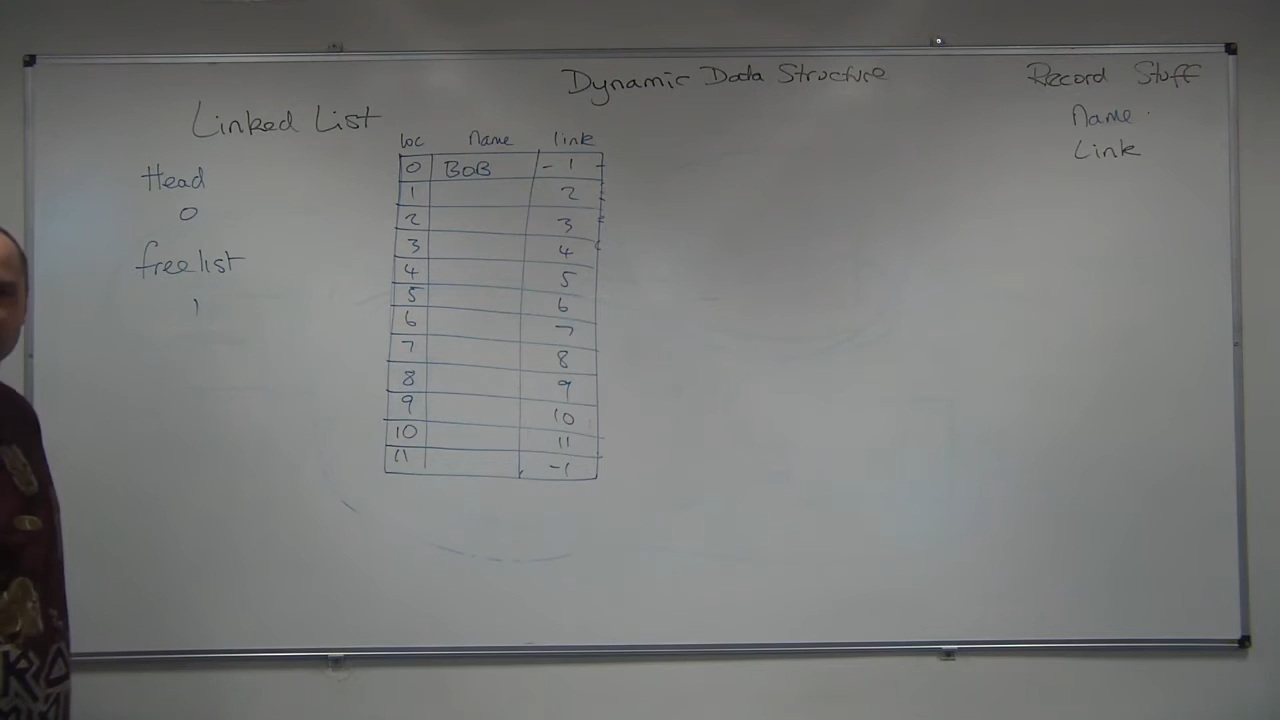 Dynamic Data Structure
Record Stuff
Name
Link
Linked List
Head
0
freelist
1
loc name link
0 BOB -1
1 2
2 3
3 4
4 5
5 6
6 7
7 8
8 9
9 10
10 11
11 -1